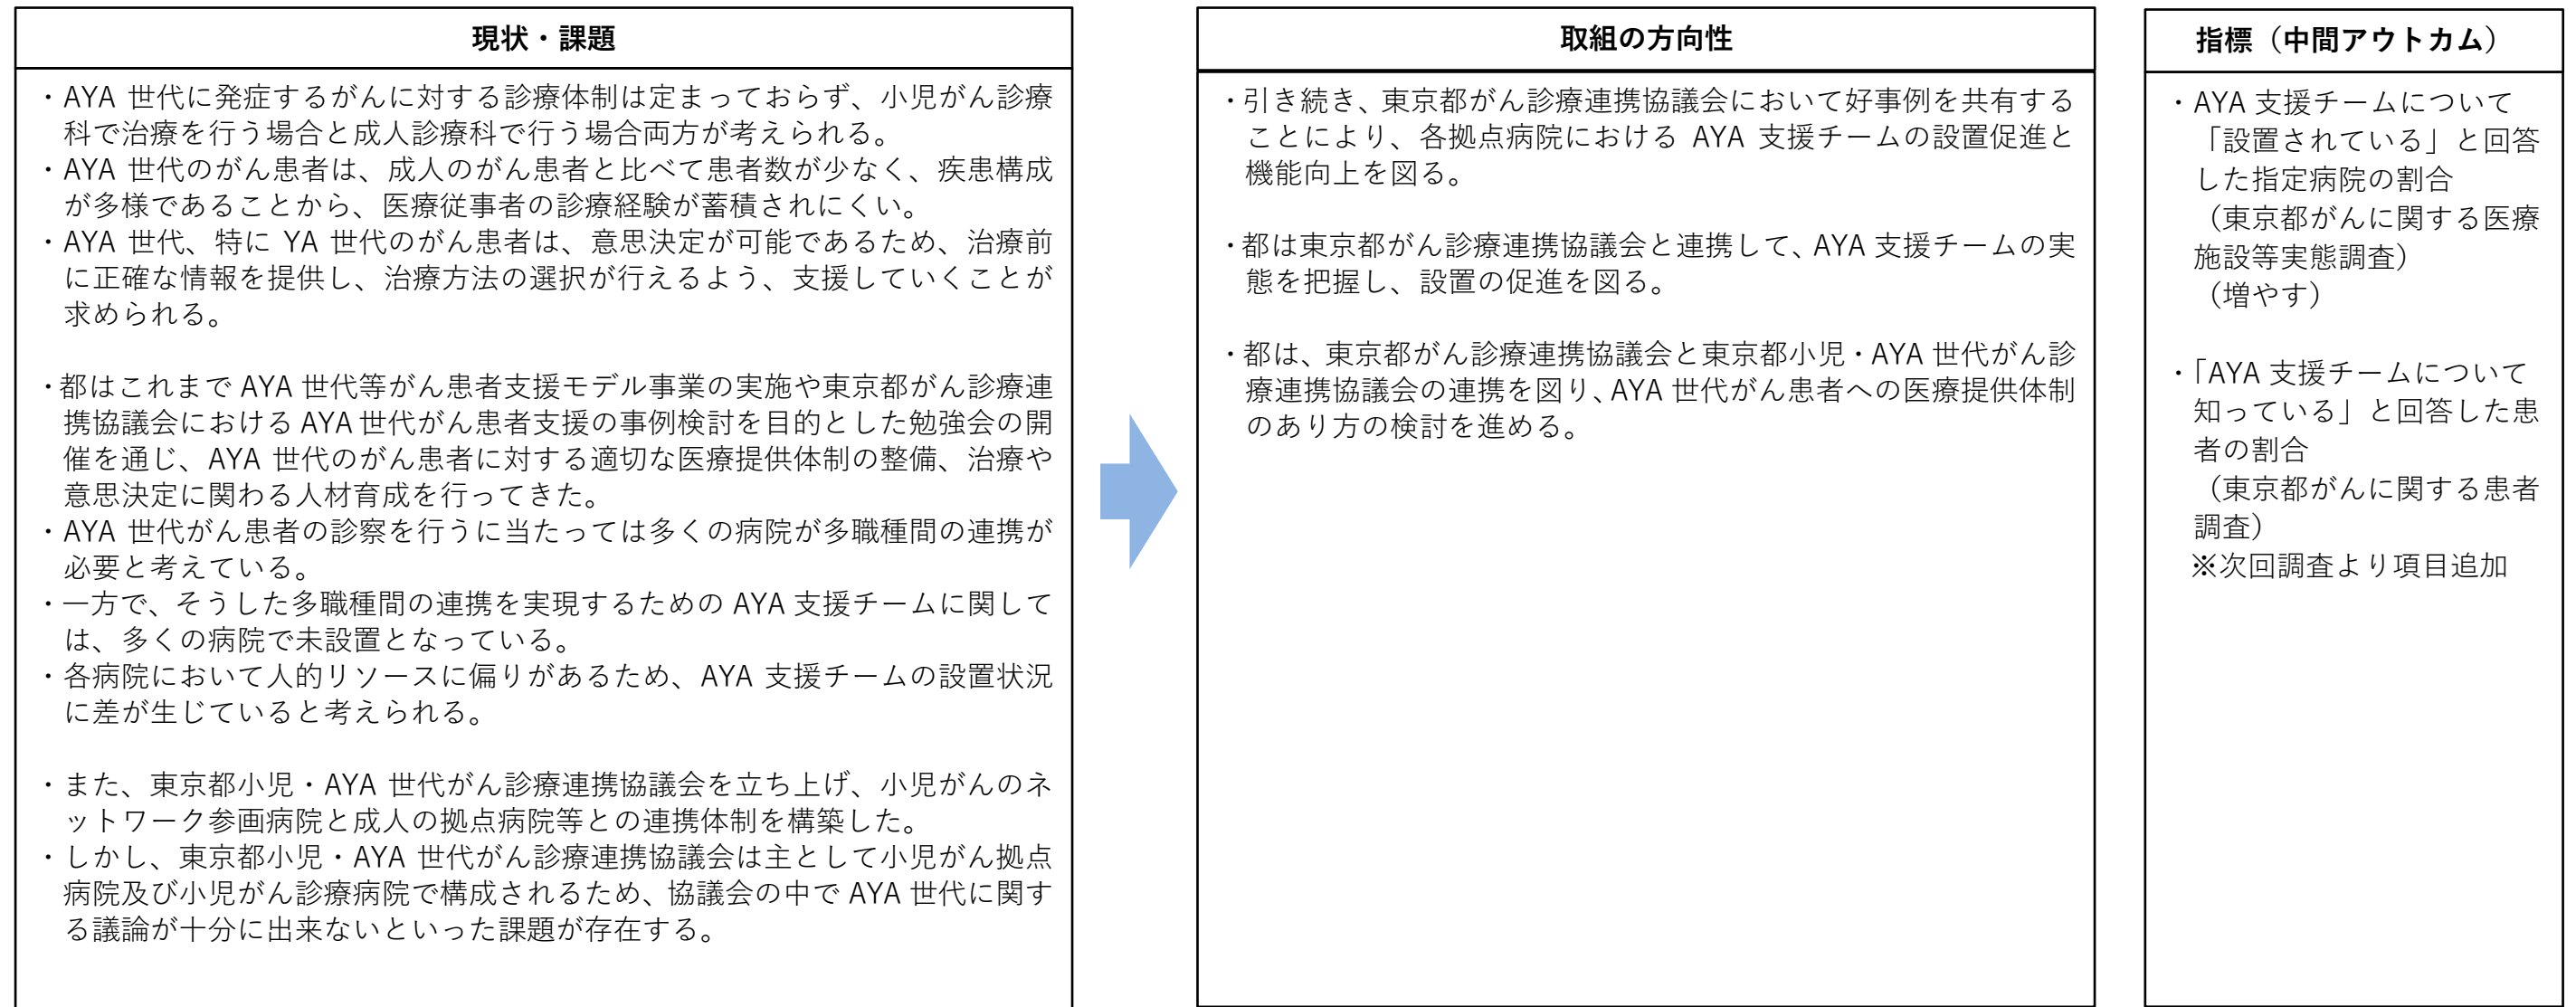 現状・課題
・AYA 世代に発症するがんに対する診療体制は定まっておらず、小児がん診療
科で治療を行う場合と成人診療科で行う場合両方が考えられる。
・AYA 世代のがん患者は、成人のがん患者と比べて患者数が少なく、疾患構成
が多様であることから、医療従事者の診療経験が蓄積されにくい。
・AYA 世代、特に YA 世代のがん患者は、意思決定が可能であるため、治療前
に正確な情報を提供し、治療方法の選択が行えるよう、支援していくことが
求められる。
・都はこれまで AYA 世代等がん患者支援モデル事業の実施や東京都がん診療連
携協議会における AYA 世代がん患者支援の事例検討を目的とした勉強会の開
催を通じ、AYA 世代のがん患者に対する適切な医療提供体制の整備、治療や
意思決定に関わる人材育成を行ってきた。
・AYA 世代がん患者の診察を行うに当たっては多くの病院が多職種間の連携が
必要と考えている。
・一方で、そうした多職種間の連携を実現するための AYA 支援チームに関して
は、多くの病院で未設置となっている。
・各病院において人的リソースに偏りがあるため、AYA 支援チームの設置状況
に差が生じていると考えられる。
・また、東京都小児・AYA 世代がん診療連携協議会を立ち上げ、小児がんのネ
ットワーク参画病院と成人の拠点病院等との連携体制を構築した。
・しかし、東京都小児・AYA 世代がん診療連携協議会は主として小児がん拠点
病院及び小児がん診療病院で構成されるため、協議会の中で AYA 世代に関す
る議論が十分に出来ないといった課題が存在する。
取組の方向性
・引き続き、東京都がん診療連携協議会において好事例を共有する
ことにより、各拠点病院における AYA 支援チームの設置促進と
機能向上を図る。
・都は東京都がん診療連携協議会と連携して、AYA 支援チームの実
態を把握し、設置の促進を図る。
・都は、東京都がん診療連携協議会と東京都小児・AYA 世代がん診
療連携協議会の連携を図り、AYA 世代がん患者への医療提供体制
のあり方の検討を進める。
指標（中間アウトカム）
・AYA 支援チームについて
「設置されている」と回答
した指定病院の割合
（東京都がんに関する医療
施設等実態調査）
（増やす）
・「AYA 支援チームについて
知っている」と回答した患
者の割合
（東京都がんに関する患者
調査）
※次回調査より項目追加